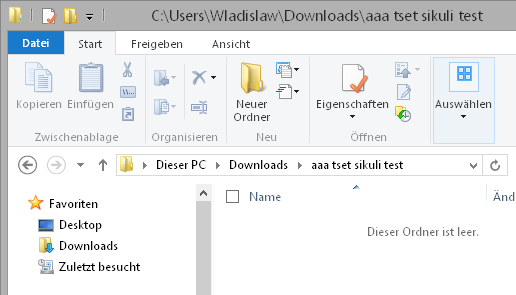 C:\Users\Wladislaw\Downloads\aaa tset sikuli test
Datei Start Freigeben Ansicht
Kopieren Einfügen Neuer Ordner Eigenschaften Auswählen
Zwischenablage Organisieren Neu Öffnen
Dieser PC Downloads aaa tset sikuli test
Favoriten
Desktop
Downloads
Zuletzt besucht
Name Änd
Dieser Ordner ist leer.